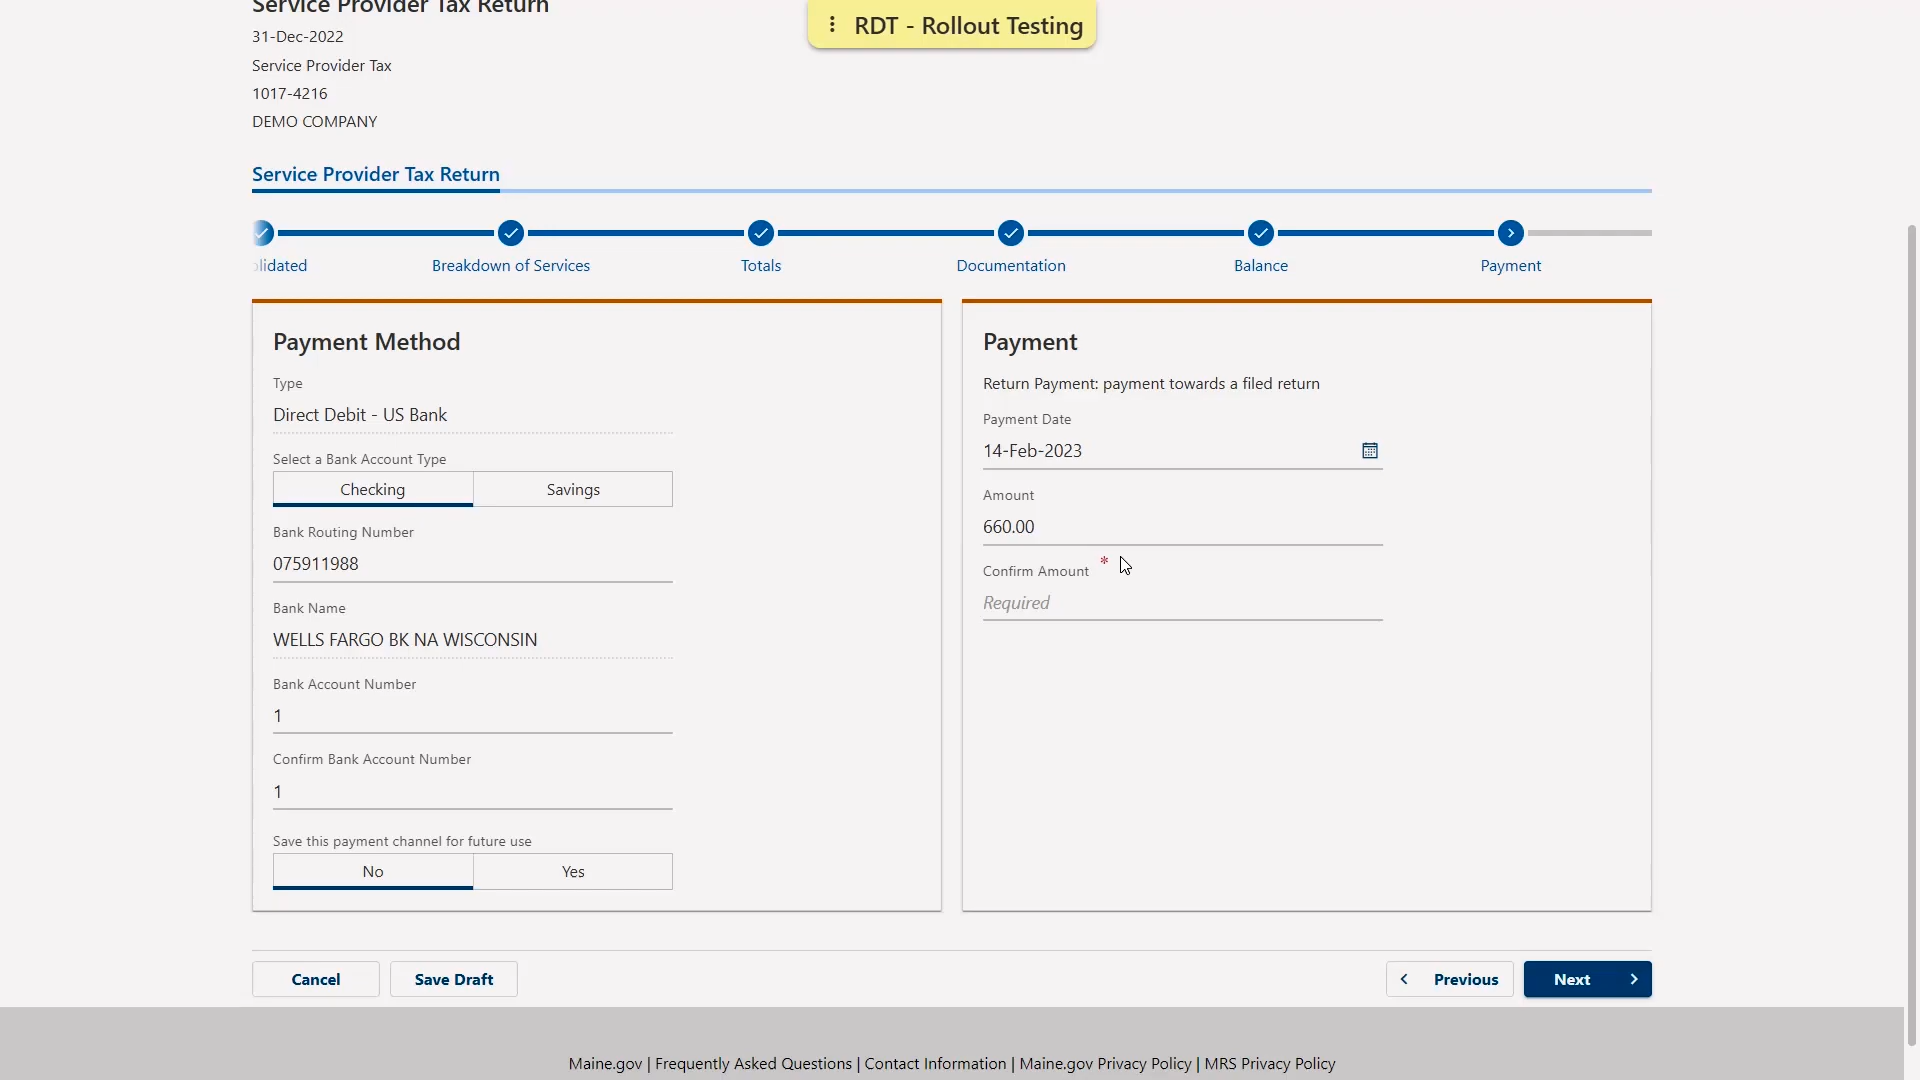 Service Provider Tax Return
RDT - Rollout Testing
31-Dec-2022
Service Provider Tax
1017-4216
DEMO COMPANY
Service Provider Tax Return
olidated
Breakdown of Services
Totals
Documentation
Balance
Payment
Payment Method
Type
Direct Debit - US Bank
Select a Bank Account Type
Checking
Savings
Bank Routing Number
075911988
Bank Name
WELLS FARGO BK NA WISCONSIN
Bank Account Number
1
Confirm Bank Account Number
1
Save this payment channel for future use
No
Yes
Payment
Return Payment: payment towards a filed return
Payment Date
14-Feb-2023
Amount
660.00
Confirm Amount *
Required
Cancel
Save Draft
Previous
Next
Maine.gov | Frequently Asked Questions | Contact Information | Maine.gov Privacy Policy | MRS Privacy Policy